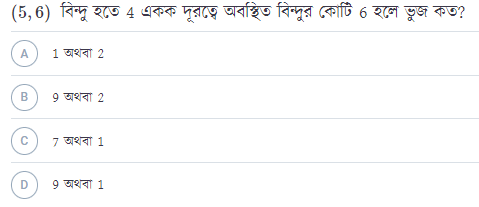 (5, 6) বিন্দু হতে 4 একক দূরত্বে অবস্থিত বিন্দুর কোটি 6 হলে ভুজ কত?
A 1 অথবা 2
B 9 অথবা 2
C 7 অথবা 1
D 9 অথবা 1